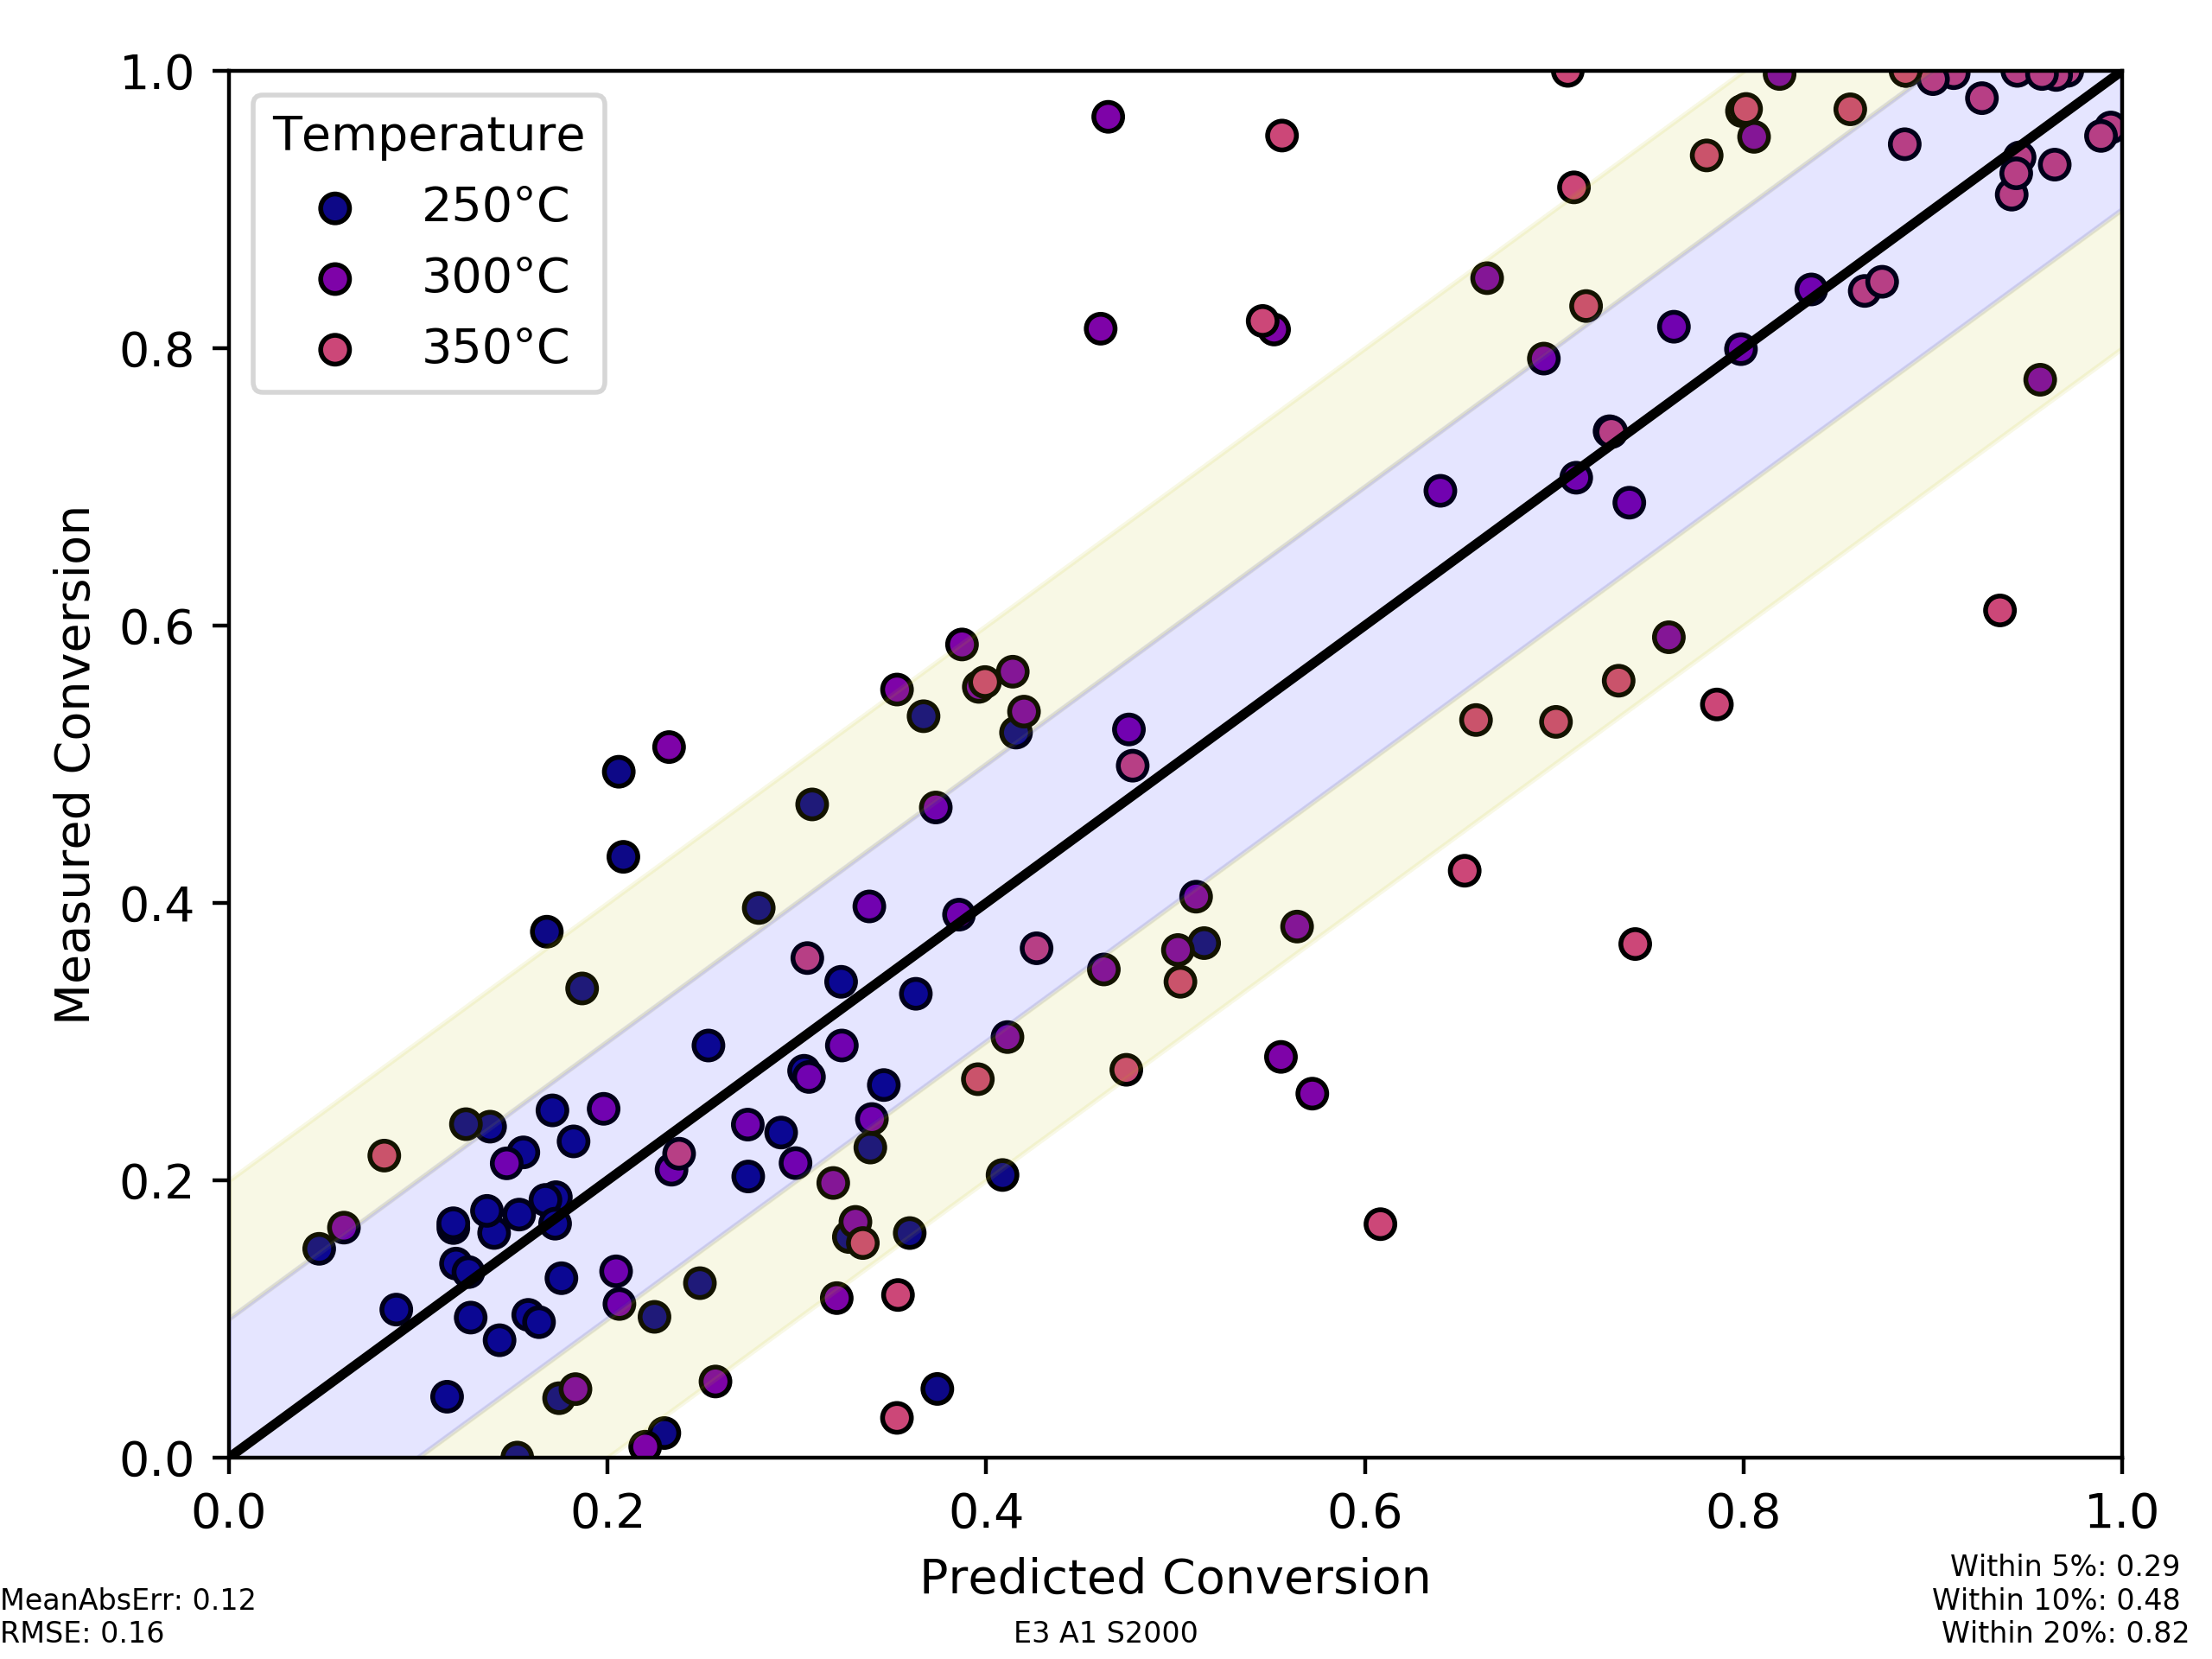 1.0
0.8
0.6
0.4
0.2
0.0
Measured Conversion
Temperature
250°C
300°C
350°C
0.0 0.2 0.4 0.6 0.8 1.0
Predicted Conversion
MeanAbsErr: 0.12
RMSE: 0.16
E3 A1 S2000
Within 5%: 0.29
Within 10%: 0.48
Within 20%: 0.82